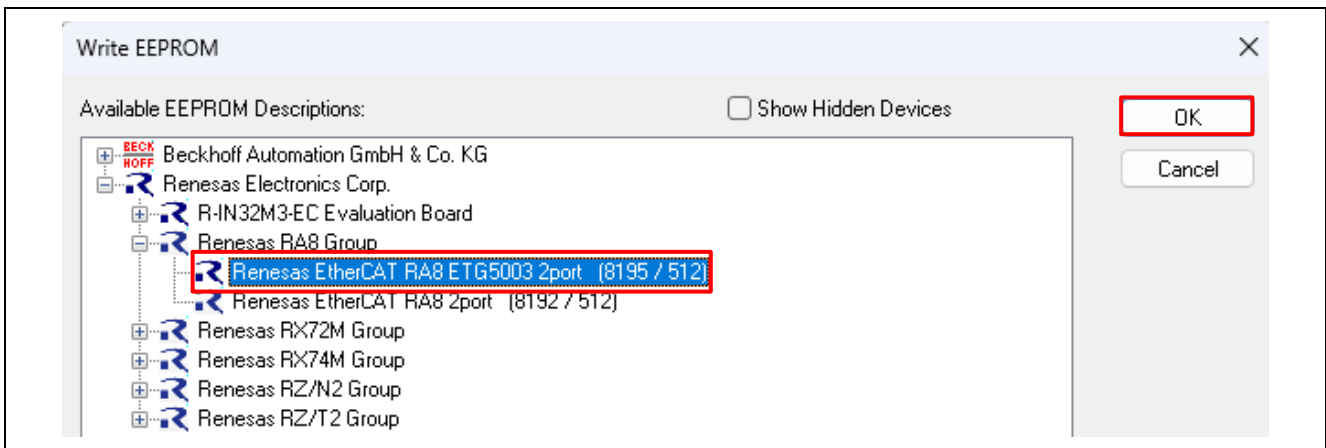 Write EEPROM
Available EEPROM Descriptions:
Show Hidden Devices
OK
BECK
HOFF
Beckhoff Automation GmbH & Co. KG
Cancel
Renesas Electronics Corp.
R-IN32M3-EC Evaluation Board
Renesas RA8 Group
Renesas EtherCAT RA8 ETG5003 2port (8195 / 512)
Renesas EtherCAT RA8 2port (8192 / 512)
Renesas RX72M Group
Renesas RX74M Group
Renesas RZ/N2 Group
Renesas RZ/T2 Group